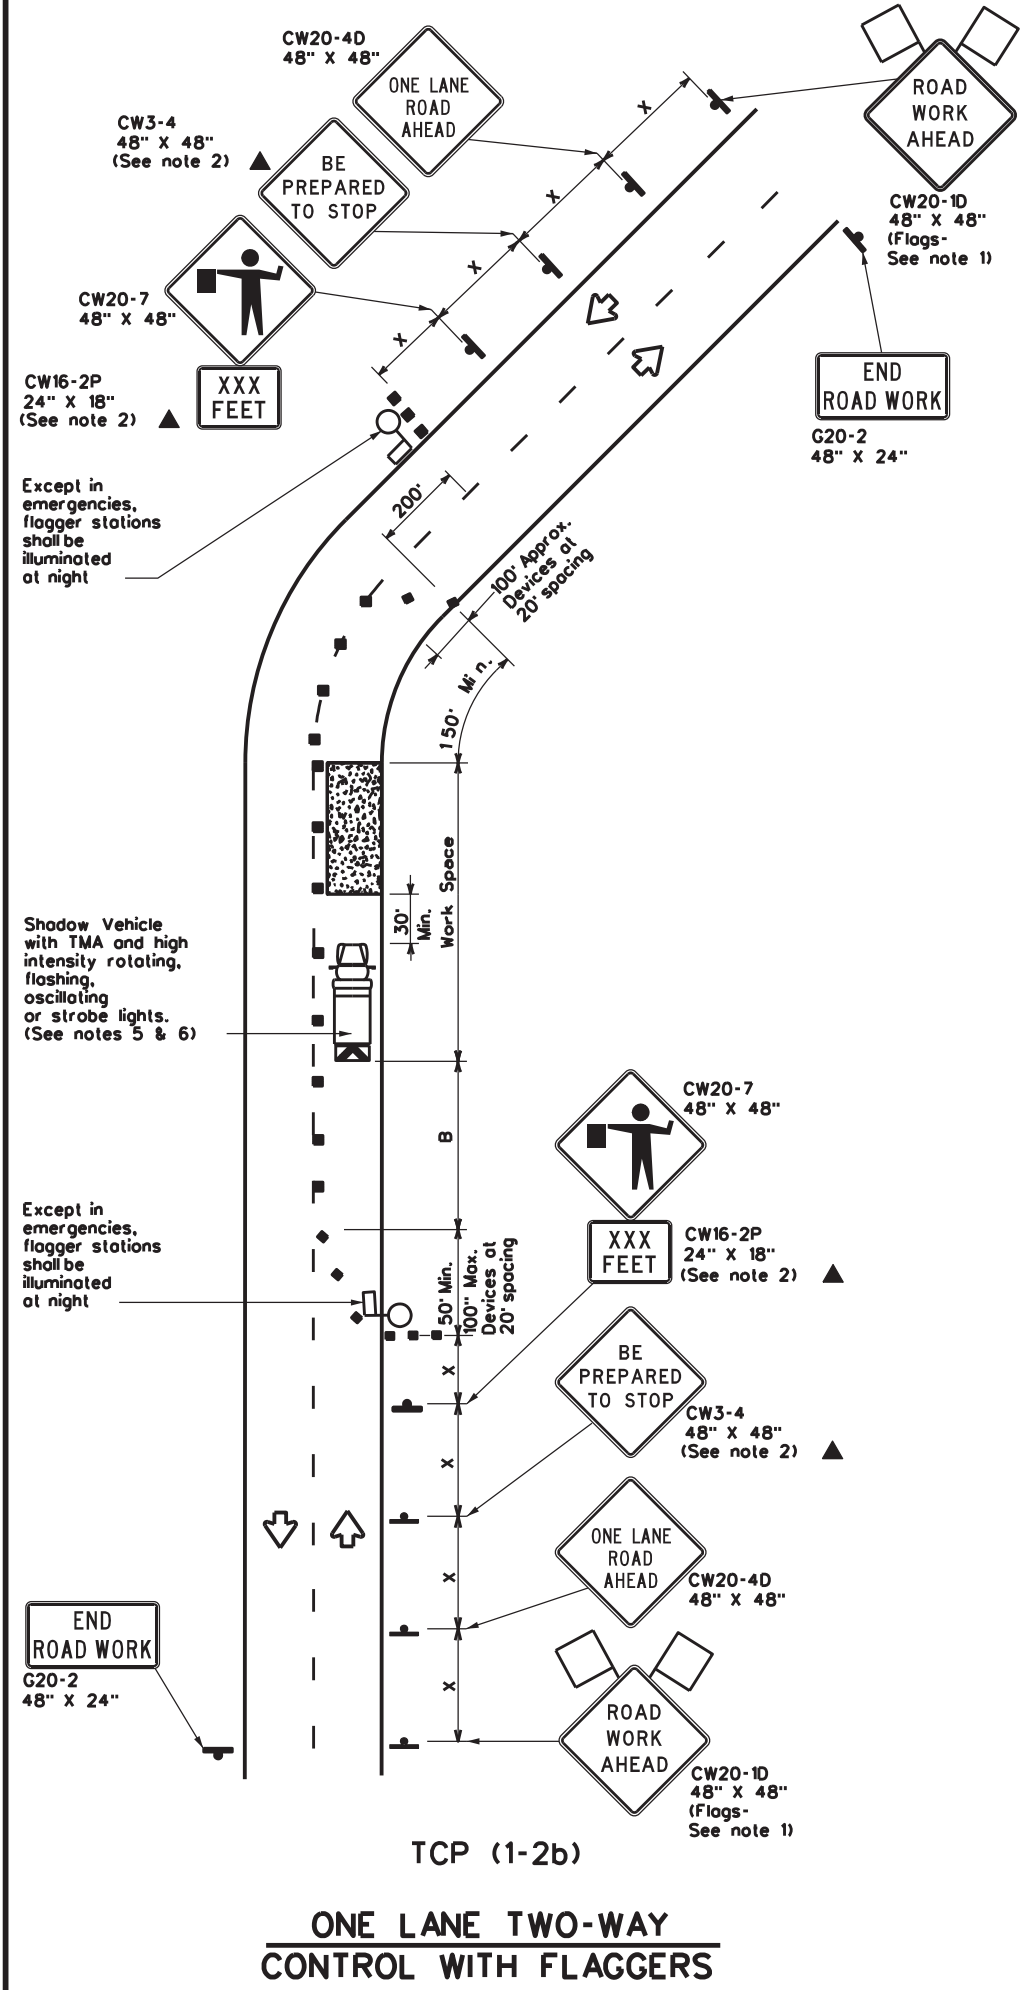 CW20-4D
48" X 48"
ONE LANE
ROAD
AHEAD
ROAD
WORK
AHEAD
CW20-1D
48" X 48"
(Flags-
See note 1)
CW3-4
48" X 48"
(See note 2)
BE
PREPARED
TO STOP
X
X
X
X
CW20-7
48" X 48"
CW16-2P
24" X 18"
(See note 2)
XXX
FEET
END
ROAD WORK
G20-2
48" X 24"
Except in
emergencies,
flagger stations
shall be
illuminated
at night
200'
100' Approx.
Devices at
20' spacing
150' Min.
Work Space
30'
Min.
Shadow Vehicle
with TMA and high
intensity rotating,
flashing,
oscillating
or strobe lights.
(See notes 5 & 6)
B
CW20-7
48" X 48"
XXX
FEET
CW16-2P
24" X 18"
(See note 2)
Except in
emergencies,
flagger stations
shall be
illuminated
at night
50' Min.
100" Max.
Devices at
20' spacing
X
X
X
X
BE
PREPARED
TO STOP
CW3-4
48" X 48"
(See note 2)
ONE LANE
ROAD
AHEAD
CW20-4D
48" X 48"
END
ROAD WORK
G20-2
48" X 24"
ROAD
WORK
AHEAD
CW20-1D
48" X 48"
(Flags-
See note 1)
TCP (1-2b)
ONE LANE TWO-WAY
CONTROL WITH FLAGGERS